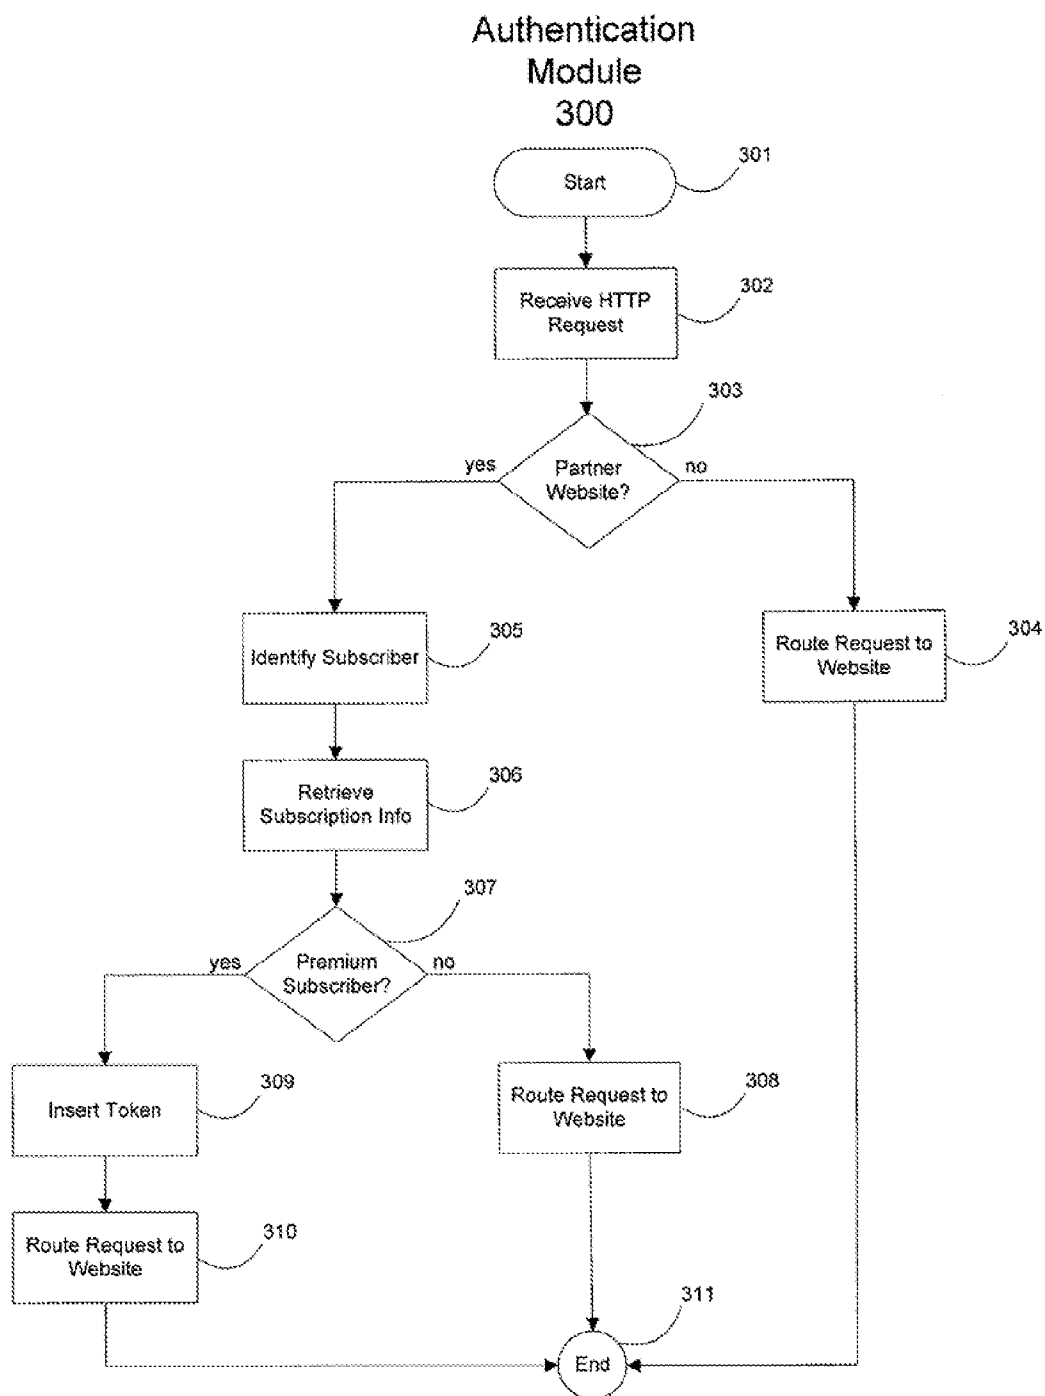 Authentication
Module
300
301
Start
302
Receive HTTP
Request
303
yes
Partner
Website?
no
305
Identify Subscriber
304
Route Request to
Website
306
Retrieve
Subscription Info
307
yes
Premium
Subscriber?
no
309
Insert Token
308
Route Request to
Website
310
Route Request to
Website
311
End